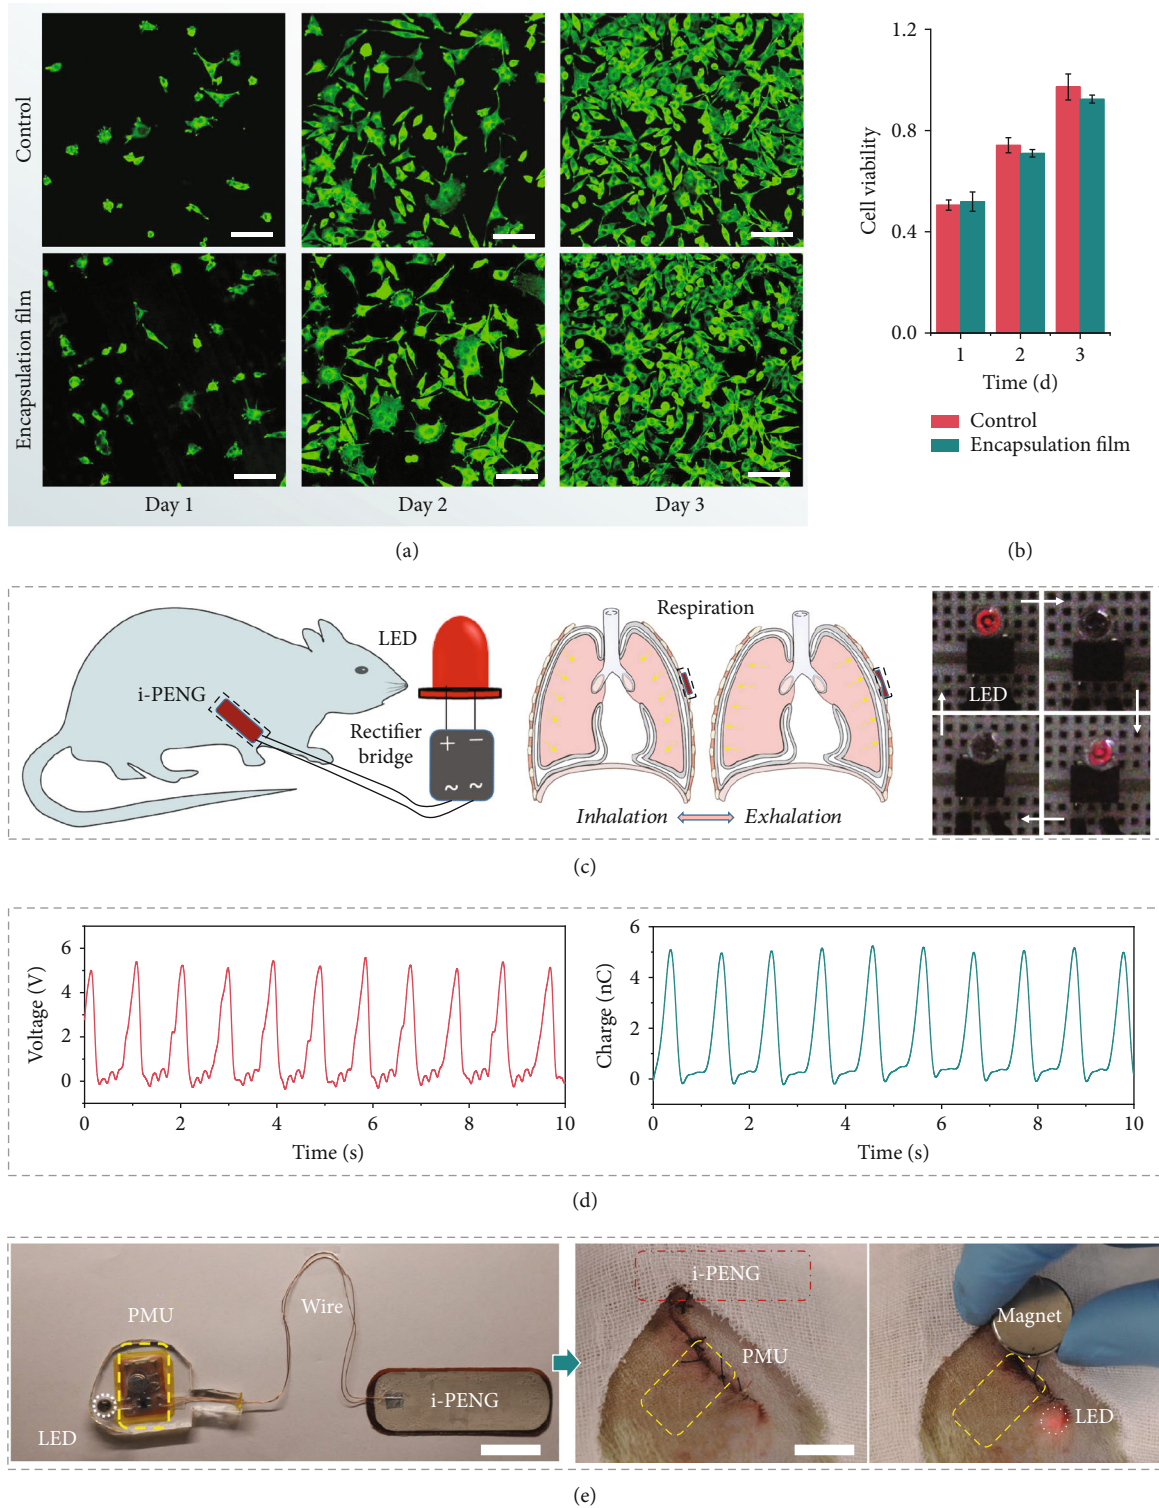 Control
Encapsulation film
Day 1
Day 2
Day 3
(a)
1.2
0.8
0.4
0.0
Cell viability
1
2
3
Time (d)
Control
Encapsulation film
(b)
i-PENG
LED
Rectifier
bridge
+ −
~ ~
Respiration
Inhalation
Exhalation
LED
(c)
6
4
2
0
Voltage (V)
0
2
4
6
8
10
Time (s)
6
4
2
0
Charge (nC)
0
2
4
6
8
10
Time (s)
(d)
PMU
LED
Wire
i-PENG
i-PENG
PMU
Magnet
LED
(e)